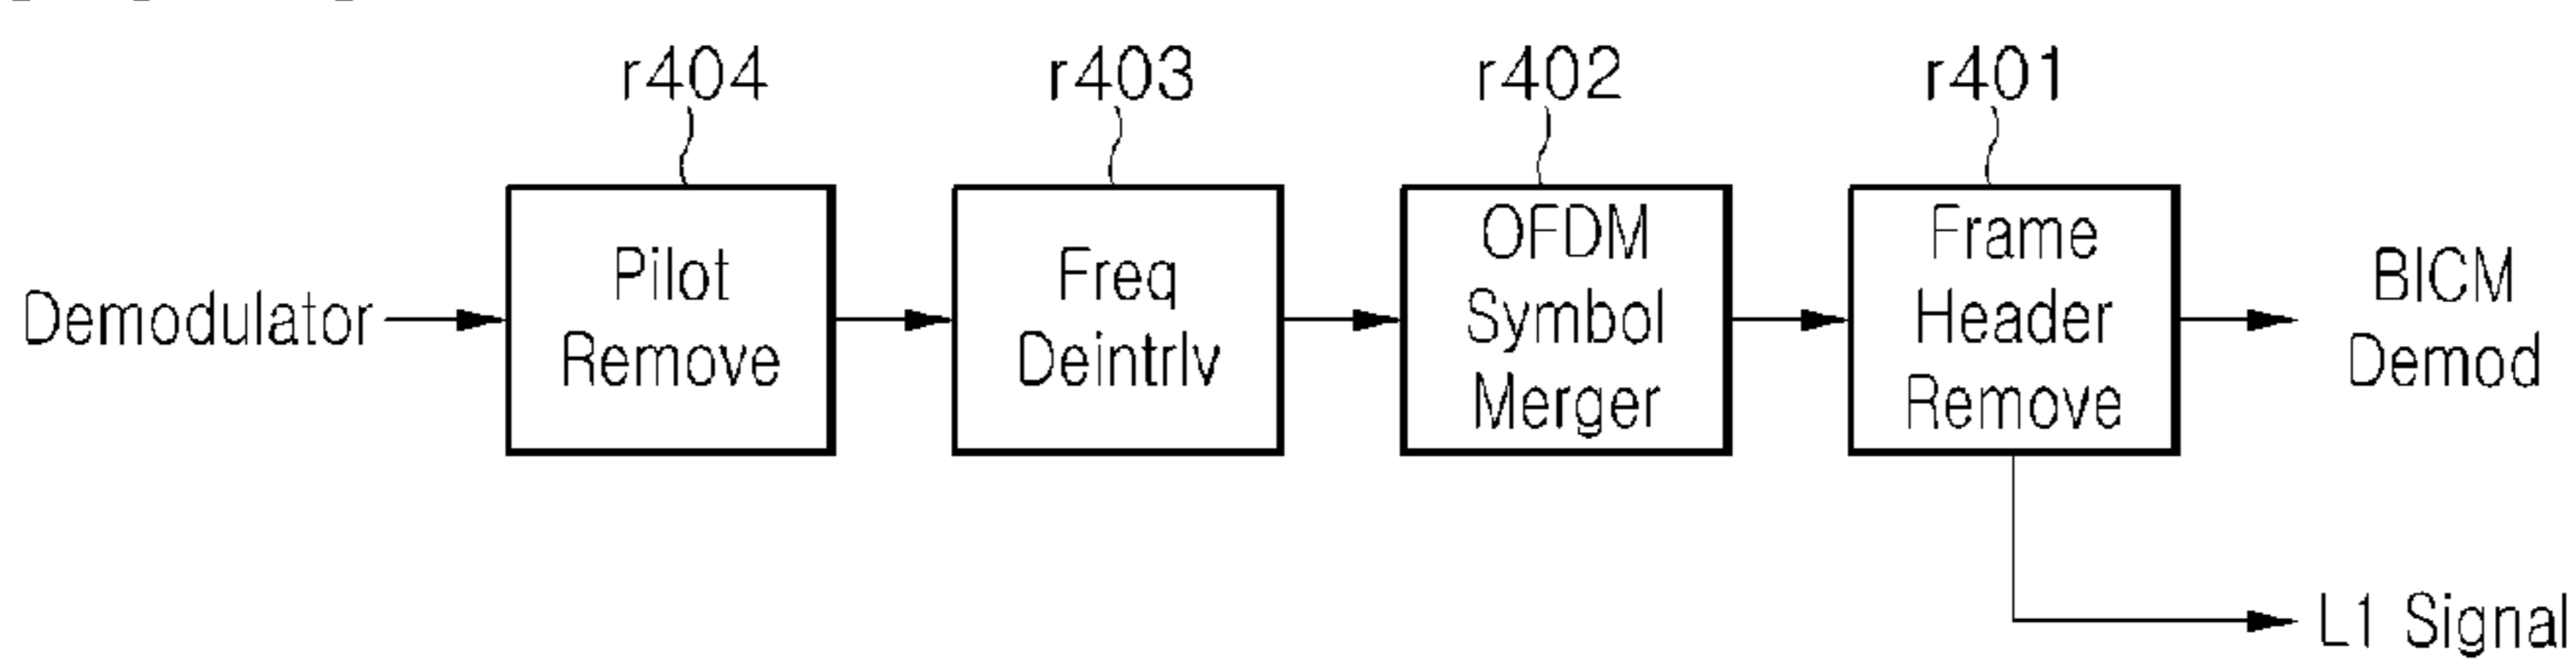 r404
r403
r402
r401
Demodulator
Pilot
Remove
Freq
Deintrlv
OFDM
Symbol
Merger
Frame
Header
Remove
BICM
Demod
L1 Signal